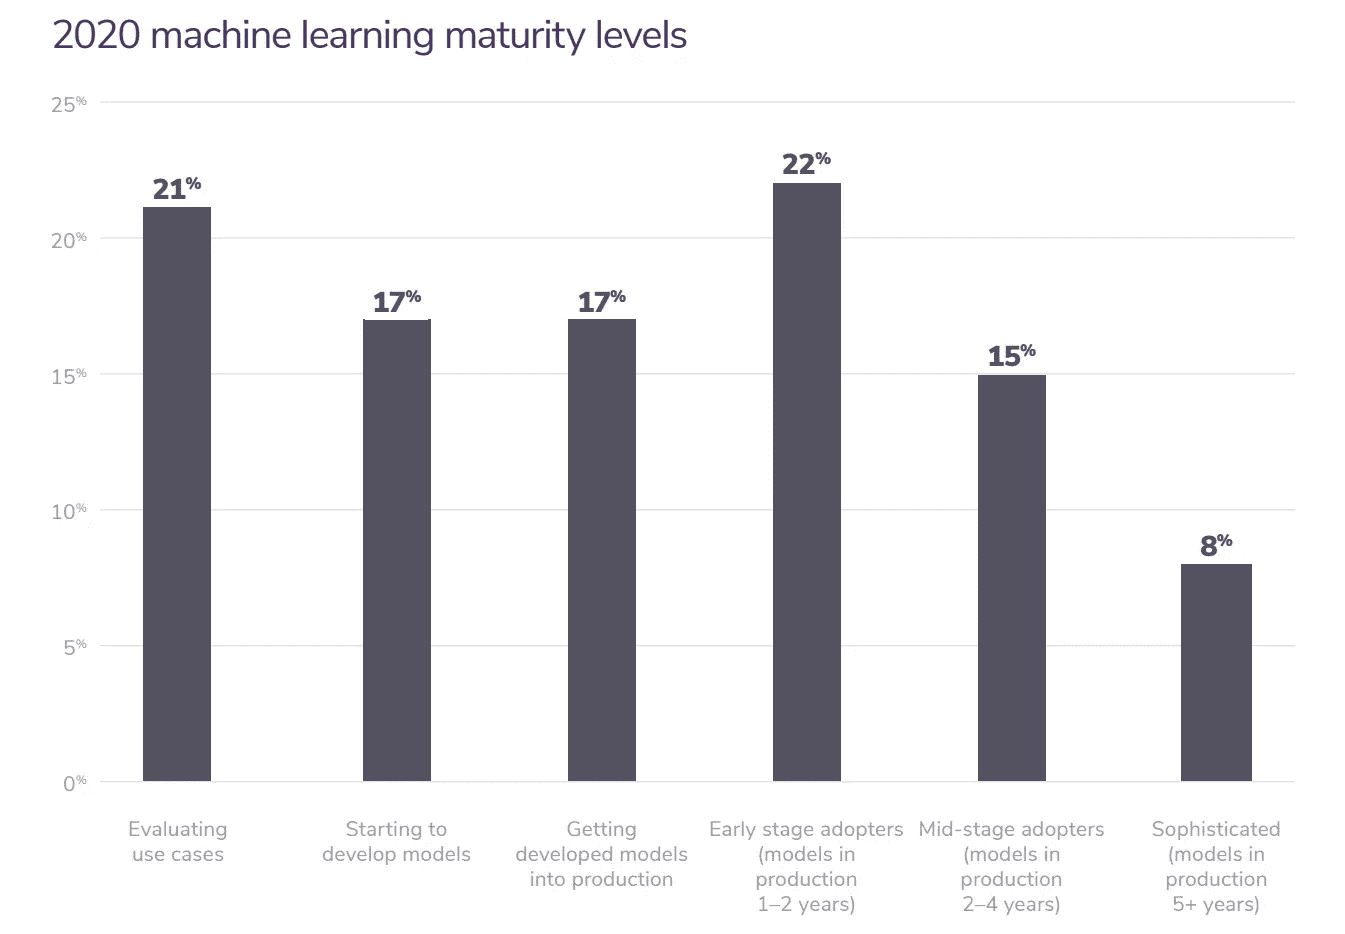 2020 machine learning maturity levels
25%
21%
22%
20%
17%
17%
15%
15%
10%
8%
5%
0%
Evaluating
use cases
Starting to
develop models
Getting
developed models
into production
Early stage adopters
(models in
production
1–2 years)
Mid-stage adopters
(models in
production
2–4 years)
Sophisticated
(models in
production
5+ years)